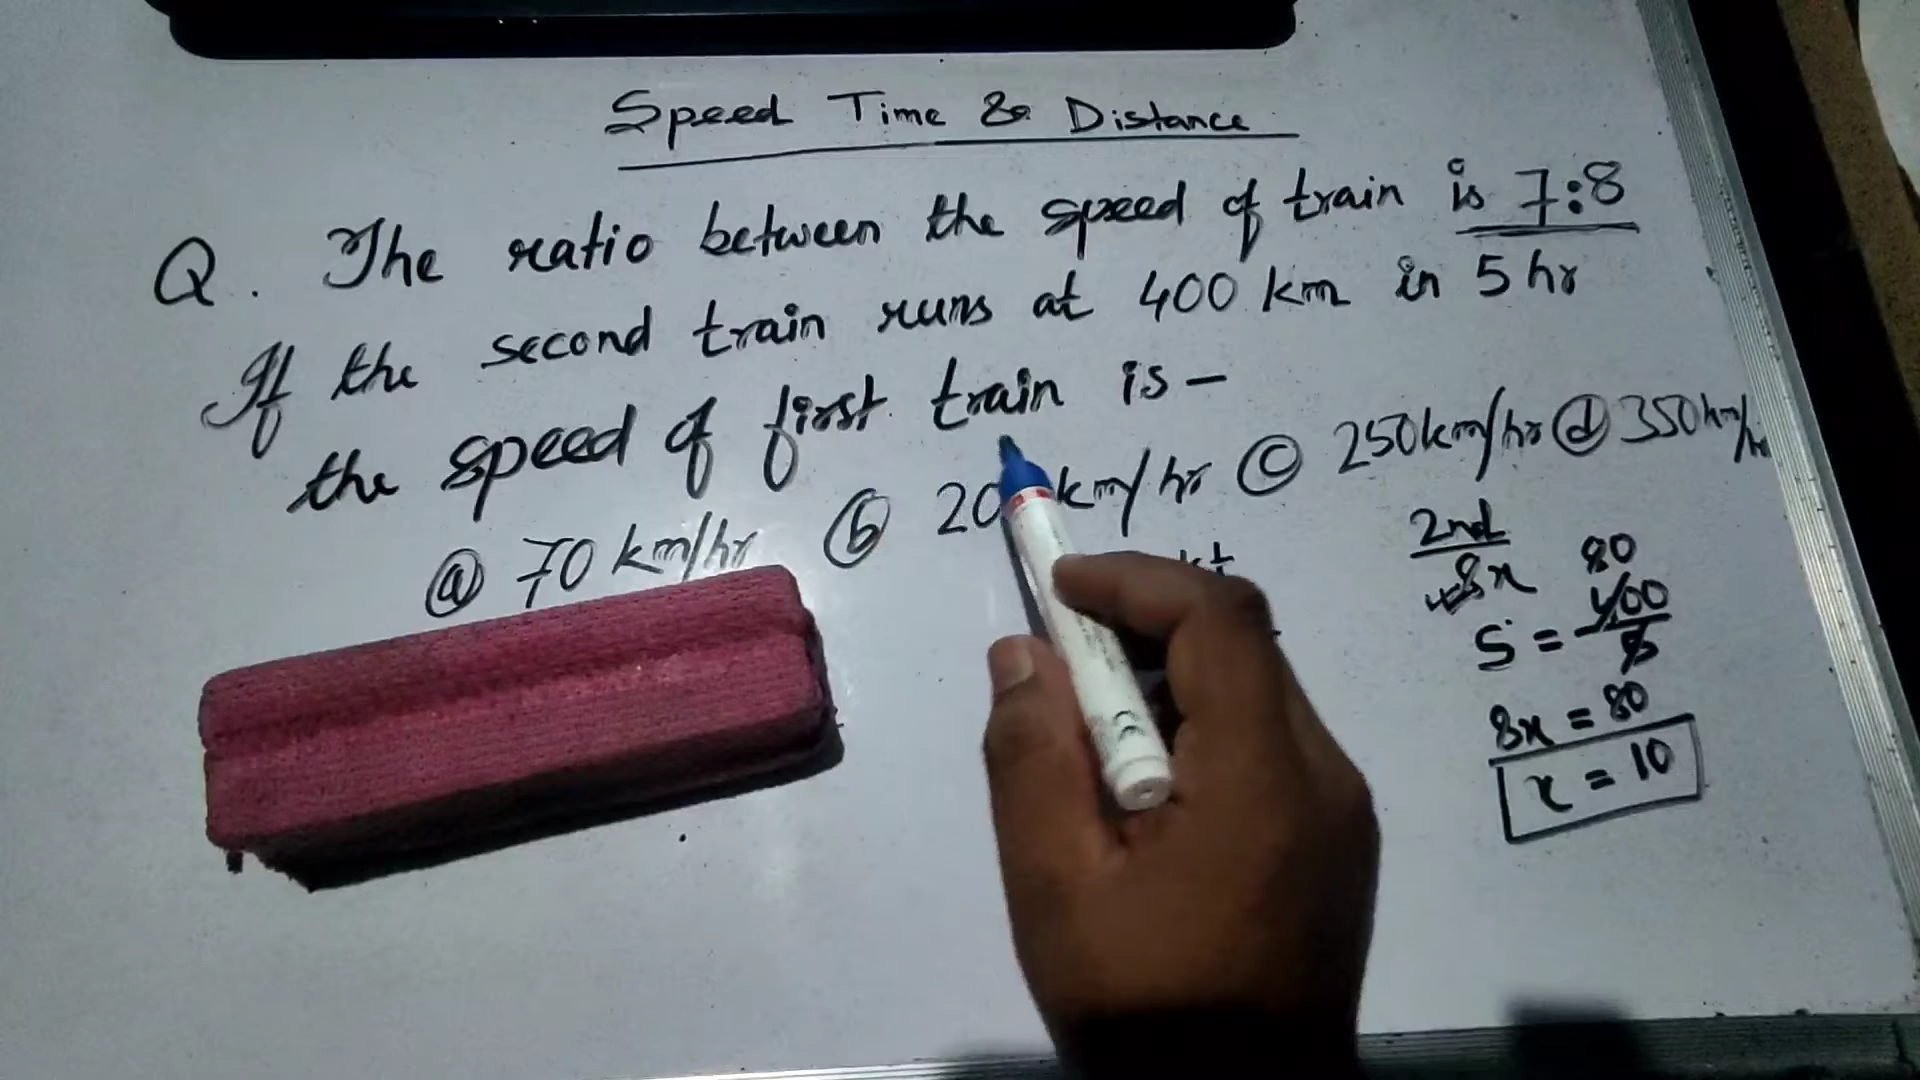 Speed Time & Distance
Q. The ratio between the speed of train is 7:8
If the second train runs at 400 km in 5 hr
the speed of first train is –
ⓐ 70 km/hr ⓑ 20 km/hr ⓒ 250 km/hr ⓓ 350 km/hr
2nd
8x
80
S = 400/5
8x = 80
x = 10